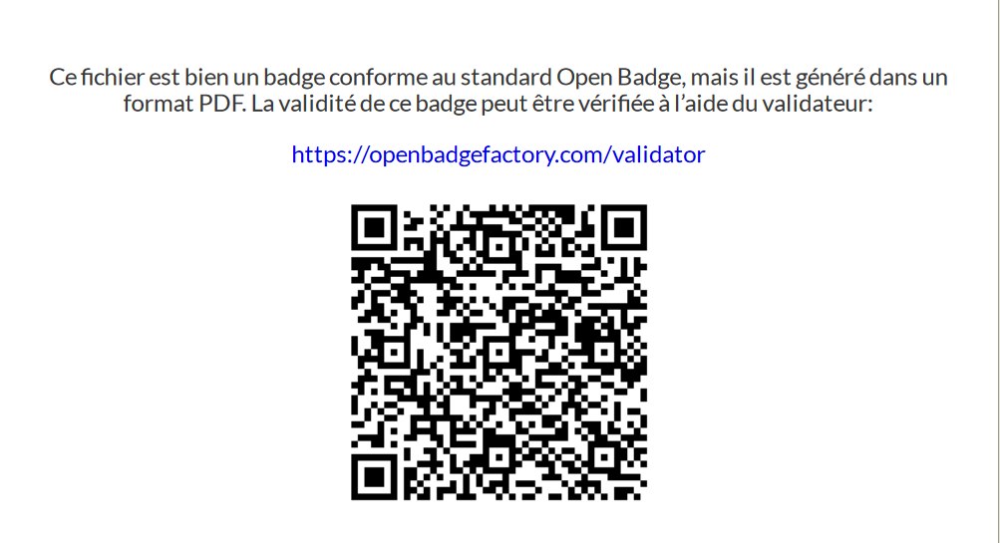 Ce fichier est bien un badge conforme au standard Open Badge, mais il est généré dans un
format PDF. La validité de ce badge peut être vérifiée à l’aide du validateur:
https://openbadgefactory.com/validator